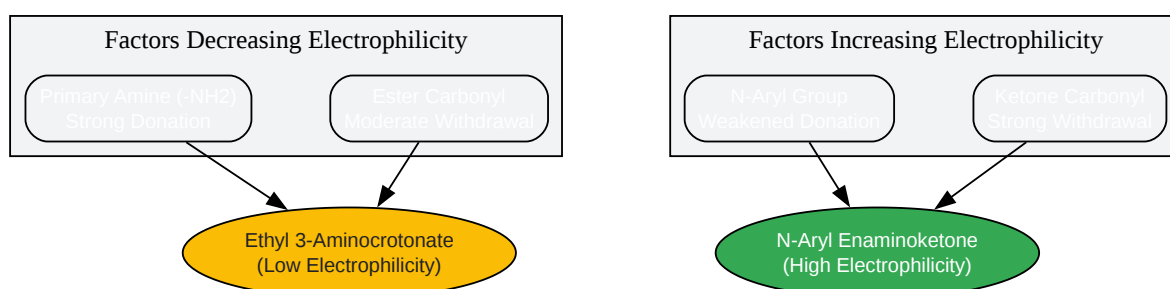 Factors Decreasing Electrophilicity
Primary Amine (-NH2)
Strong Donation
Ester Carbonyl
Moderate Withdrawal
Ethyl 3-Aminocrotonate
(Low Electrophilicity)
Factors Increasing Electrophilicity
N-Aryl Group
Weakened Donation
Ketone Carbonyl
Strong Withdrawal
N-Aryl Enaminoketone
(High Electrophilicity)